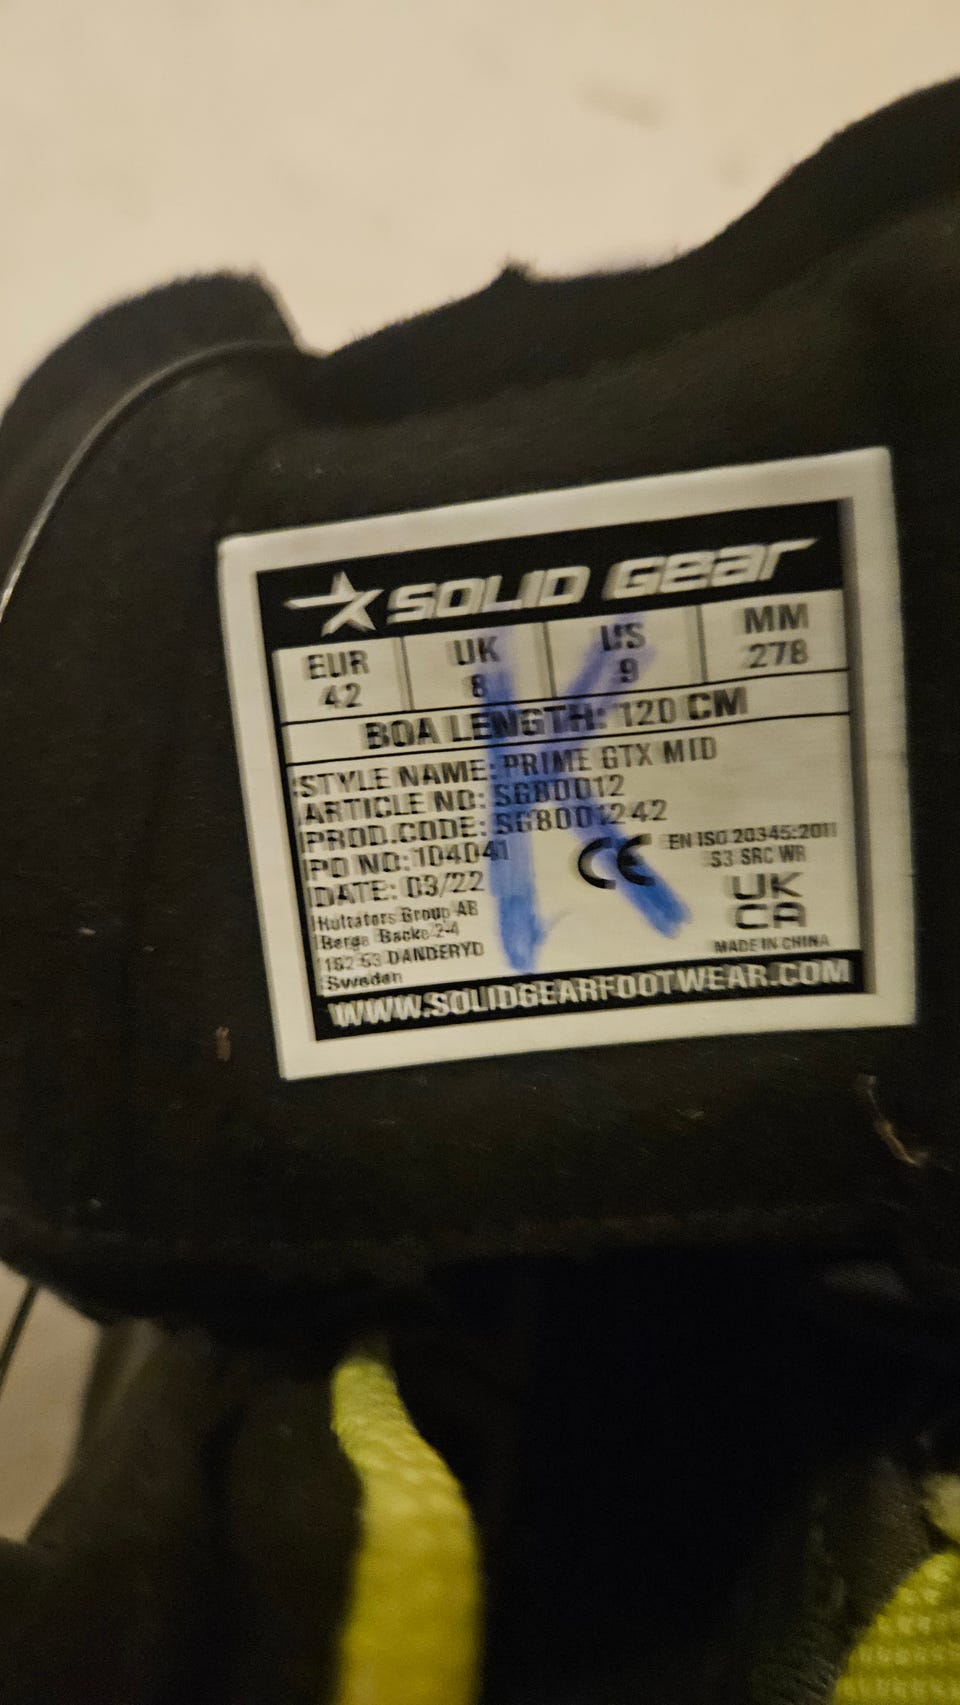 SOLID GEAR
EUR UK US MM
42 8 9 278
BOA LENGTH: 120 CM
STYLE NAME: PRIME GTX MID
ARTICLE NO: SG80012
PROD.CODE: SG8001242
PO NO: 104041
DATE: 03/22
Hultafors Group AB
Berga Backe 2-4
182 53 DANDERYD
Sweden
K
CE
EN ISO 20345:2011
S3 SRC WR
UK
CA
MADE IN CHINA
WWW.SOLIDGEARFOOTWEAR.COM